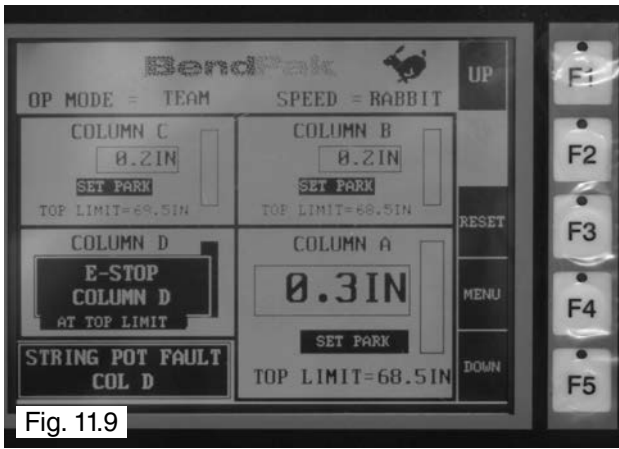 BendPak
OP MODE = TEAM
SPEED = RABBIT
COLUMN C
0.2IN
SET PARK
TOP LIMIT=69.5IN
COLUMN B
0.2IN
SET PARK
TOP LIMIT=68.5IN
COLUMN D
E-STOP
COLUMN D
AT TOP LIMIT
STRING POT FAULT
COL D
COLUMN A
0.3IN
SET PARK
TOP LIMIT=68.5IN
UP
RESET
MENU
DOWN
F1
F2
F3
F4
F5
Fig. 11.9